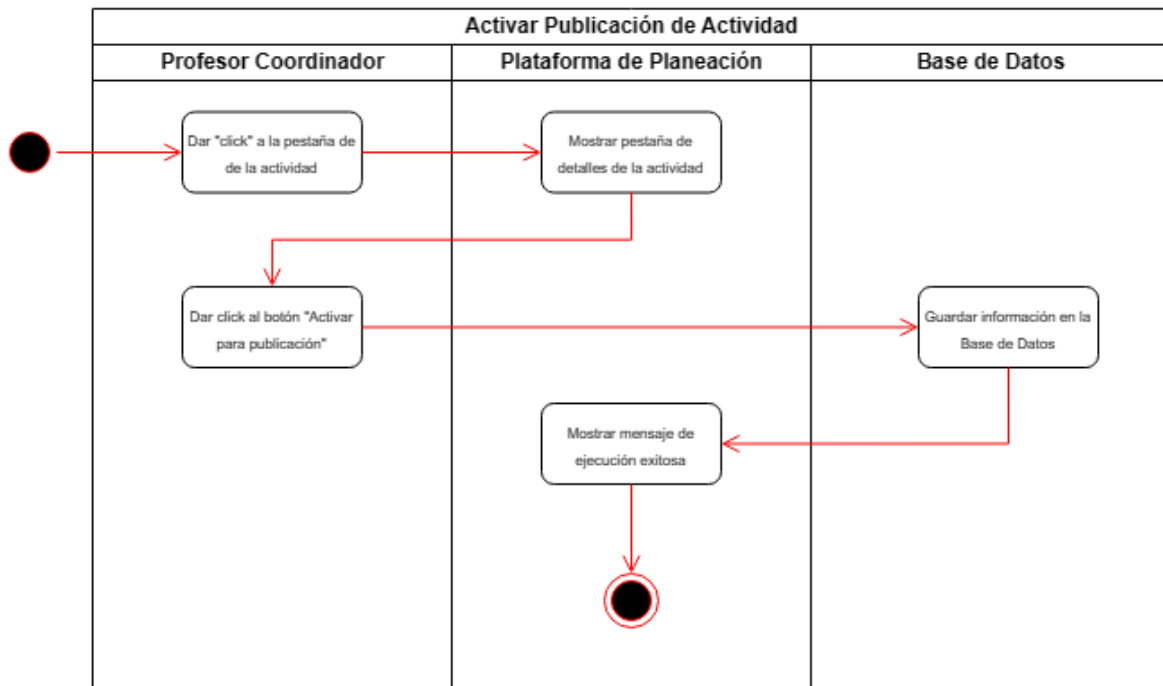 Activar Publicación de Actividad
Profesor Coordinador
Plataforma de Planeación
Base de Datos
Dar "click" a la pestaña de
de la actividad
Mostrar pestaña de
detalles de la actividad
Dar click al botón "Activar
para publicación"
Guardar información en la
Base de Datos
Mostrar mensaje de
ejecución exitosa